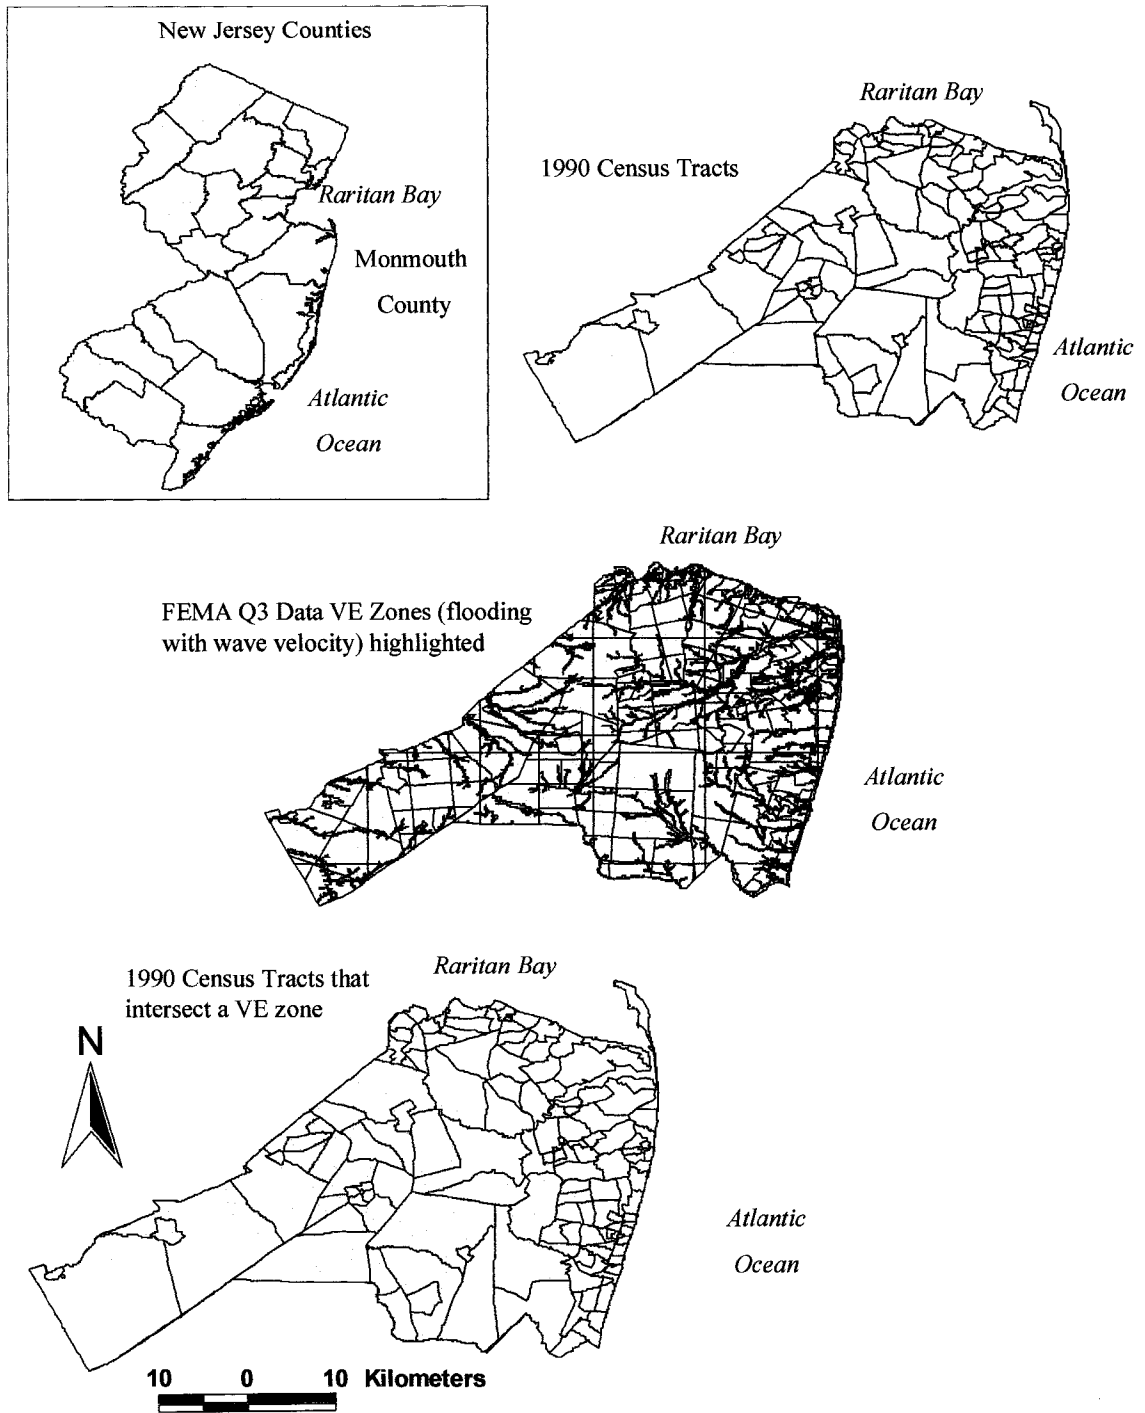 New Jersey Counties
Raritan Bay
Monmouth
County
Atlantic
Ocean
Raritan Bay
1990 Census Tracts
Atlantic
Ocean
Raritan Bay
FEMA Q3 Data VE Zones (flooding
with wave velocity) highlighted
Atlantic
Ocean
Raritan Bay
1990 Census Tracts that
intersect a VE zone
N
Atlantic
Ocean
10 0 10 Kilometers